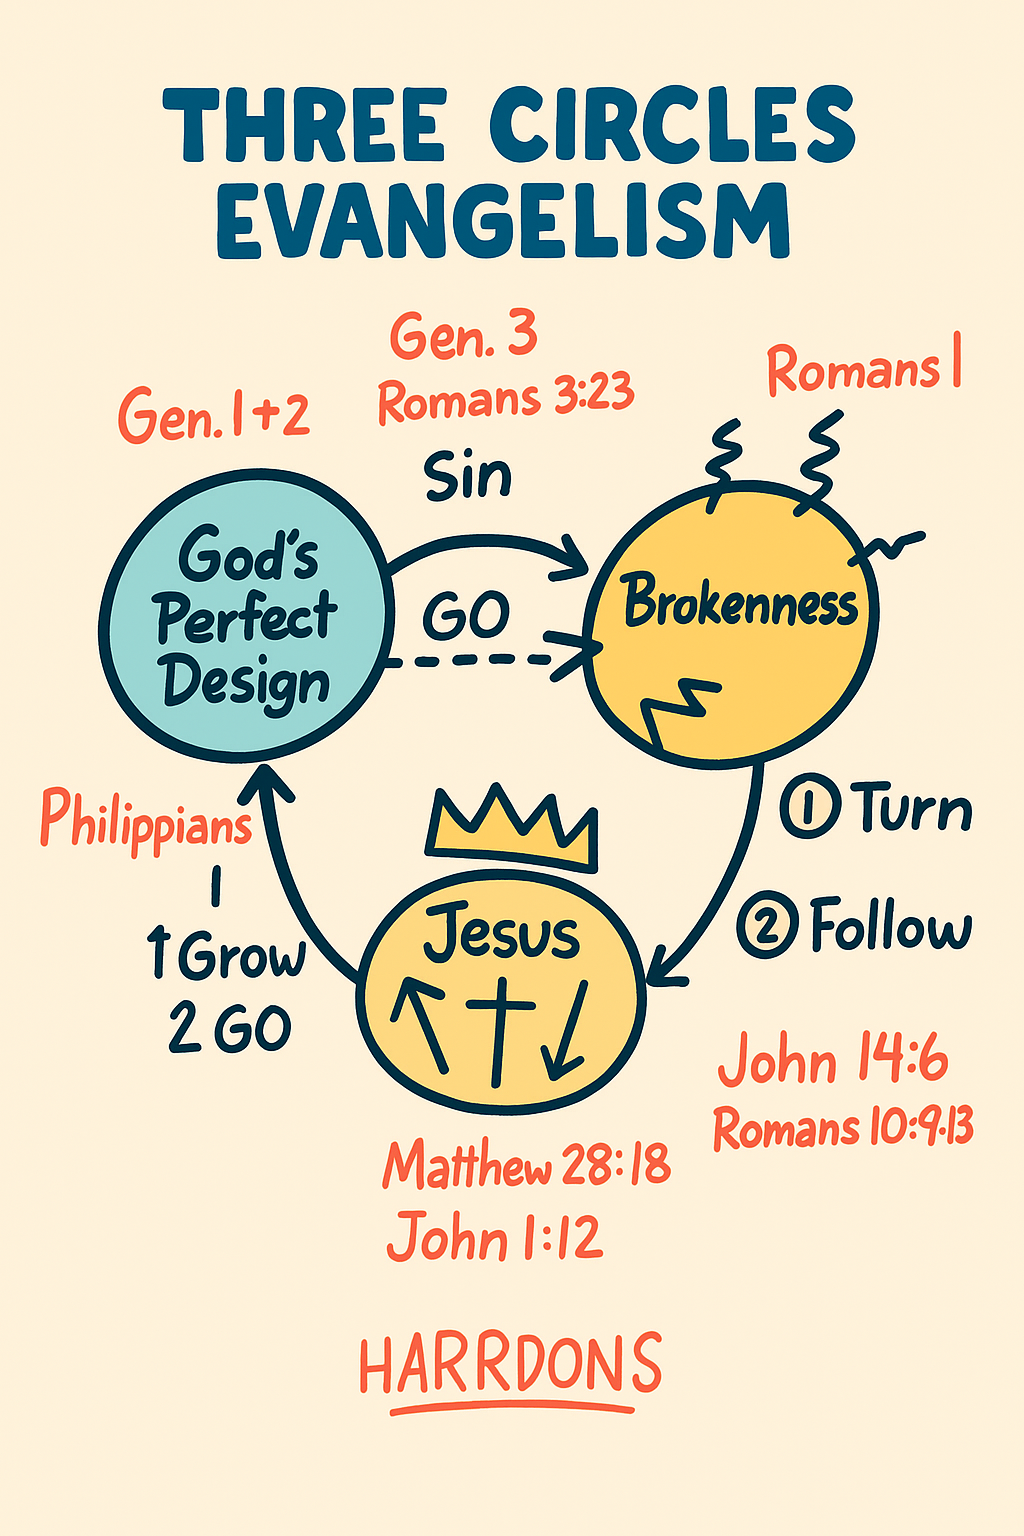 THREE CIRCLES
EVANGELISM
Gen. 3
Romans 3:23
Romans 1
Gen. 1+2
Sin
God's
Perfect
Design
GO
Brokenness
Philippians
1
↑Grow
2 GO
① Turn
② Follow
Jesus
John 14:6
Romans 10:9.13
Matthew 28:18
John 1:12
HARRDONS